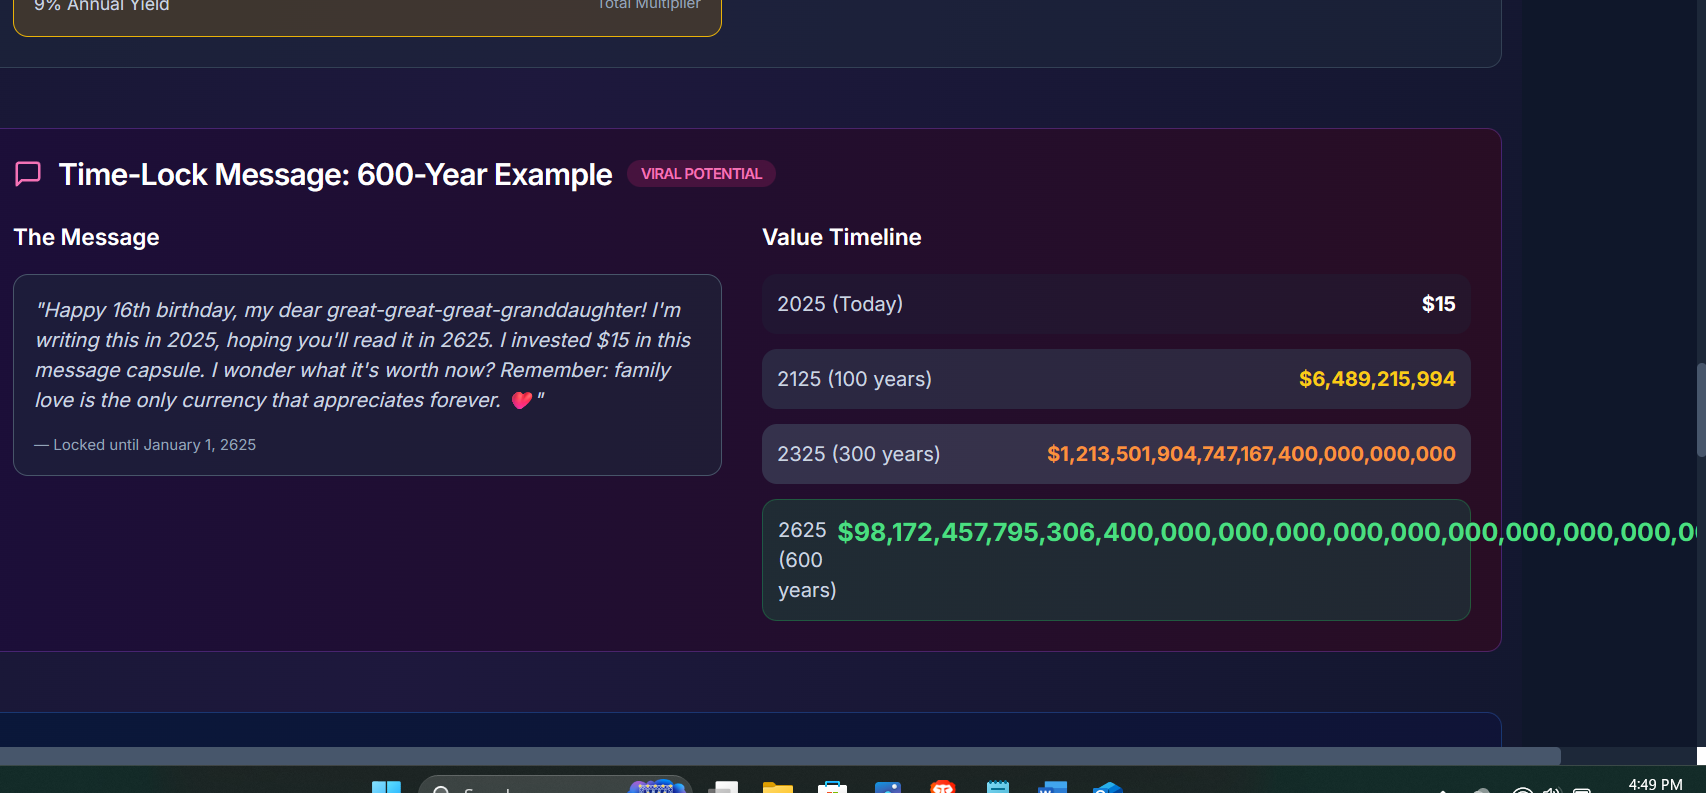 9% Annual Yield
Total Multiplier
Time-Lock Message: 600-Year Example
VIRAL POTENTIAL
The Message
"Happy 16th birthday, my dear great-great-great-granddaughter! I'm
writing this in 2025, hoping you'll read it in 2625. I invested $15 in this
message capsule. I wonder what it's worth now? Remember: family
love is the only currency that appreciates forever. ❤️"
— Locked until January 1, 2625
Value Timeline
2025 (Today)
$15
2125 (100 years)
$6,489,215,994
2325 (300 years)
$1,213,501,904,747,167,400,000,000,000
2625
(600
years)
$98,172,457,795,306,400,000,000,000,000,000,000,000,000,000,0
4:49 PM